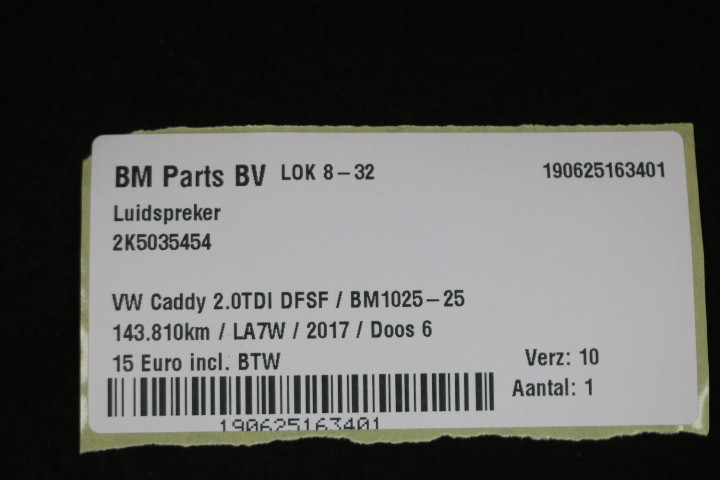 BM Parts BV LOK 8-32 190625163401
Luidspreker
2K5035454
VW Caddy 2.0TDI DFSF / BM1025-25
143.810km / LA7W / 2017 / Doos 6
15 Euro incl. BTW Verz: 10
Aantal: 1
190625163401